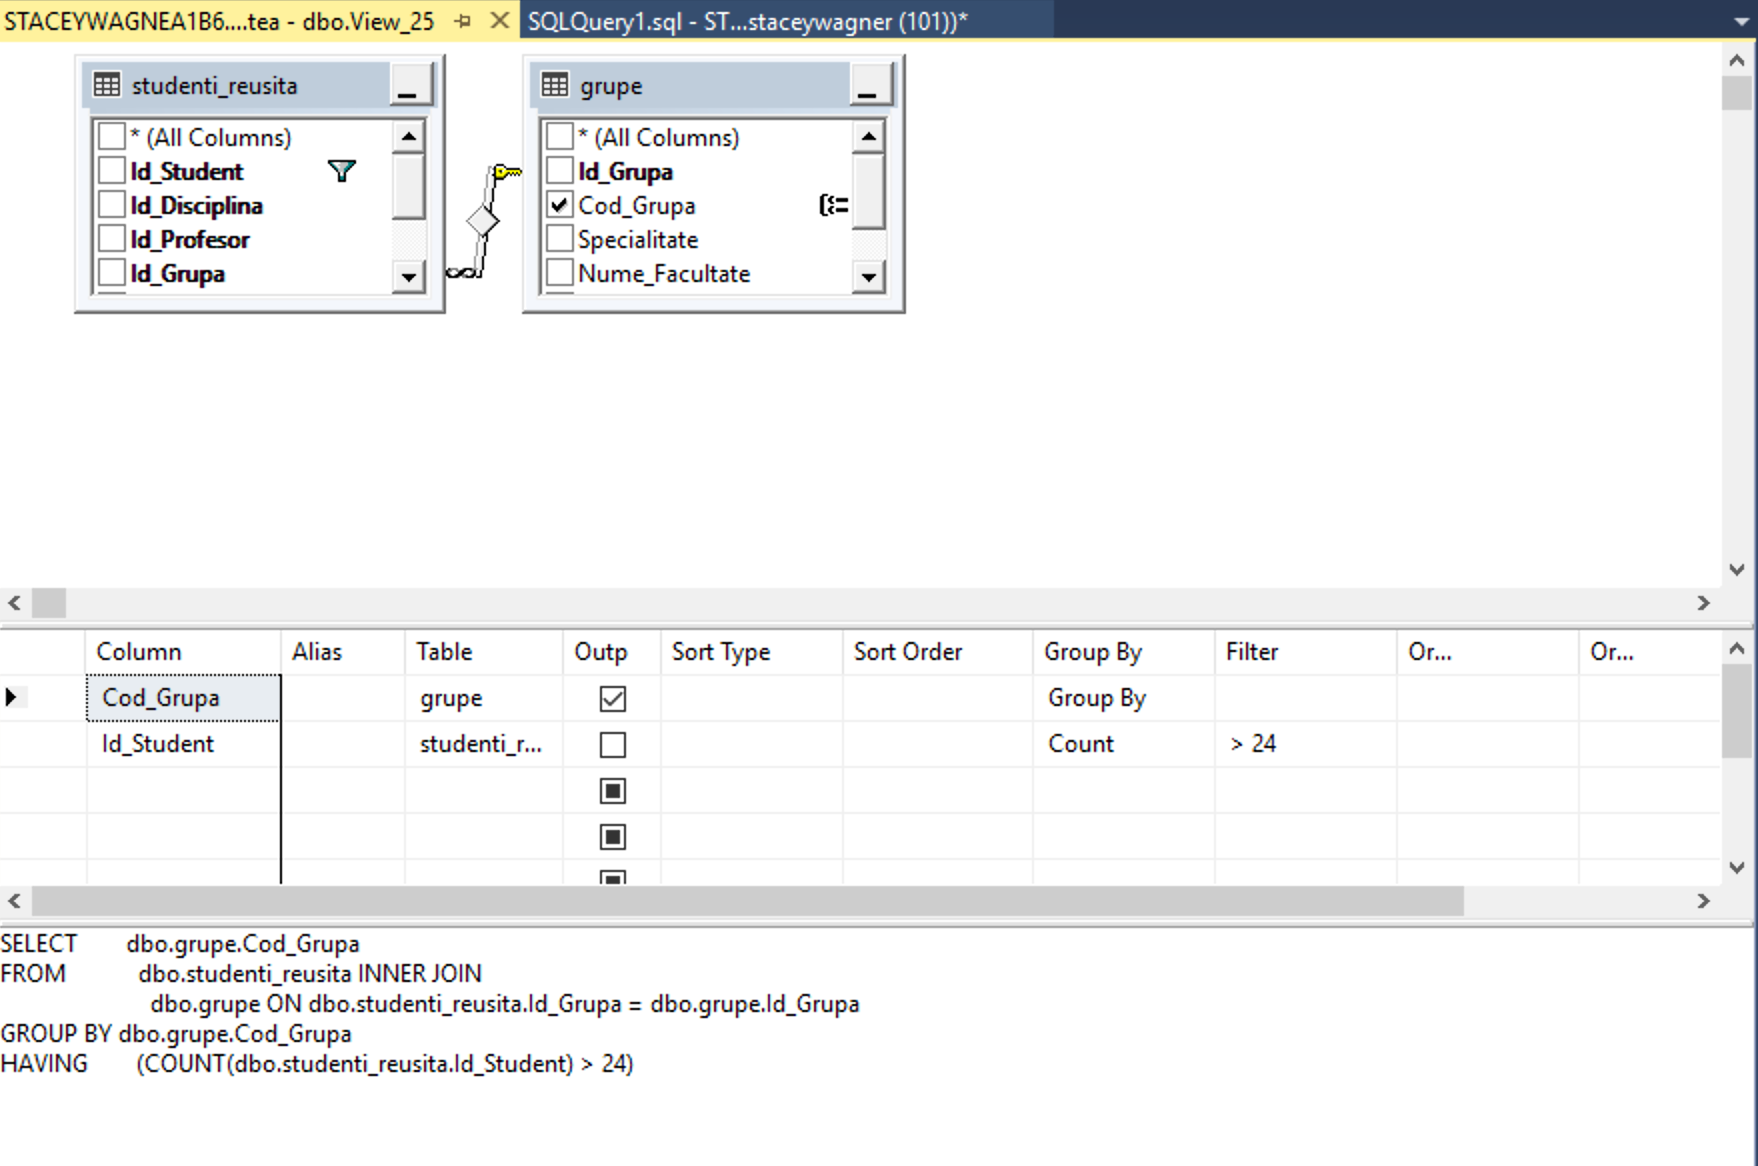 STACEYWAGNEA1B6....tea - dbo.View_25
SQLQuery1.sql - ST...staceywagner (101))*
studenti_reusita
* (All Columns)
Id_Student
Id_Disciplina
Id_Profesor
Id_Grupa
grupe
* (All Columns)
Id_Grupa
Cod_Grupa
Specialitate
Nume_Facultate
Column Alias Table Outp Sort Type Sort Order Group By Filter Or... Or...
Cod_Grupa grupe Group By
Id_Student studenti_r... Count > 24
SELECT dbo.grupe.Cod_Grupa
FROM dbo.studenti_reusita INNER JOIN
dbo.grupe ON dbo.studenti_reusita.Id_Grupa = dbo.grupe.Id_Grupa
GROUP BY dbo.grupe.Cod_Grupa
HAVING (COUNT(dbo.studenti_reusita.Id_Student) > 24)